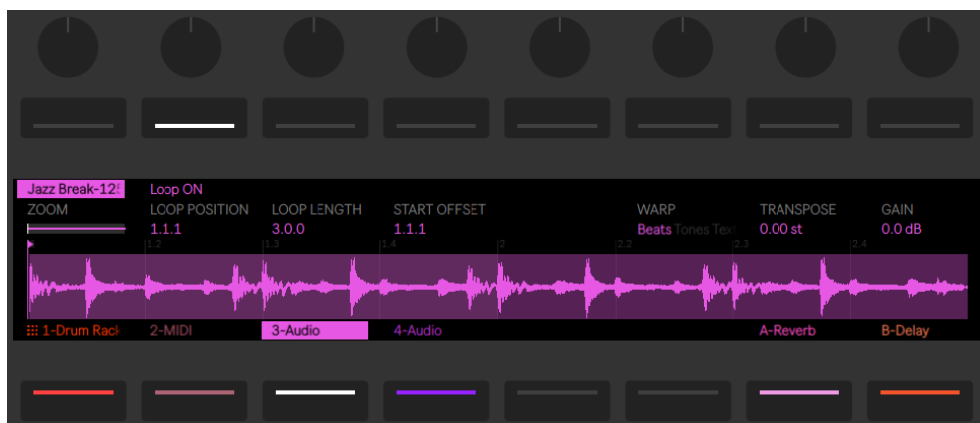 Jazz Break-125 Loop ON
ZOOM LOOP POSITION LOOP LENGTH START OFFSET WARP TRANSPOSE GAIN
1.1.1 3.0.0 1.1.1 Beats Tones Text 0.00 st 0.0 dB
1.2 1.3 1.4 2 2.2 2.3 2.4
1-Drum Rack 2-MIDI 3-Audio 4-Audio A-Reverb B-Delay